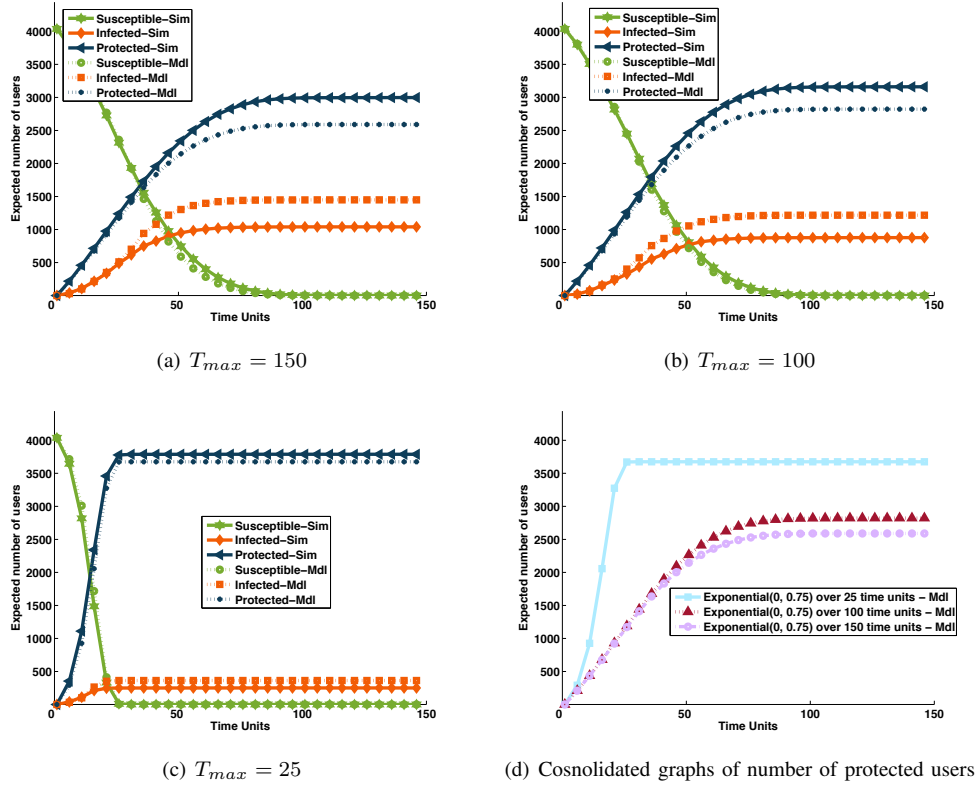 Susceptible−Sim
Infected−Sim
Protected−Sim
Susceptible−Mdl
Infected−Mdl
Protected−Mdl
4000
3500
3000
2500
2000
1500
1000
500
0
50
100
150
Expected number of users
Time Units
(a) T_max = 150
Susceptible−Sim
Infected−Sim
Protected−Sim
Susceptible−Mdl
Infected−Mdl
Protected−Mdl
4000
3500
3000
2500
2000
1500
1000
500
0
50
100
150
Expected number of users
Time Units
(b) T_max = 100
4000
3500
3000
2500
2000
1500
1000
500
0
50
100
150
Expected number of users
Susceptible−Sim
Infected−Sim
Protected−Sim
Susceptible−Mdl
Infected−Mdl
Protected−Mdl
Time Units
(c) T_max = 25
4000
3500
3000
2500
2000
1500
1000
500
0
50
100
150
Expected number of users
Exponential(0, 0.75) over 25 time units − Mdl
Exponential(0, 0.75) over 100 time units − Mdl
Exponential(0, 0.75) over 150 time units − Mdl
Time Units
(d) Cosnolidated graphs of number of protected users